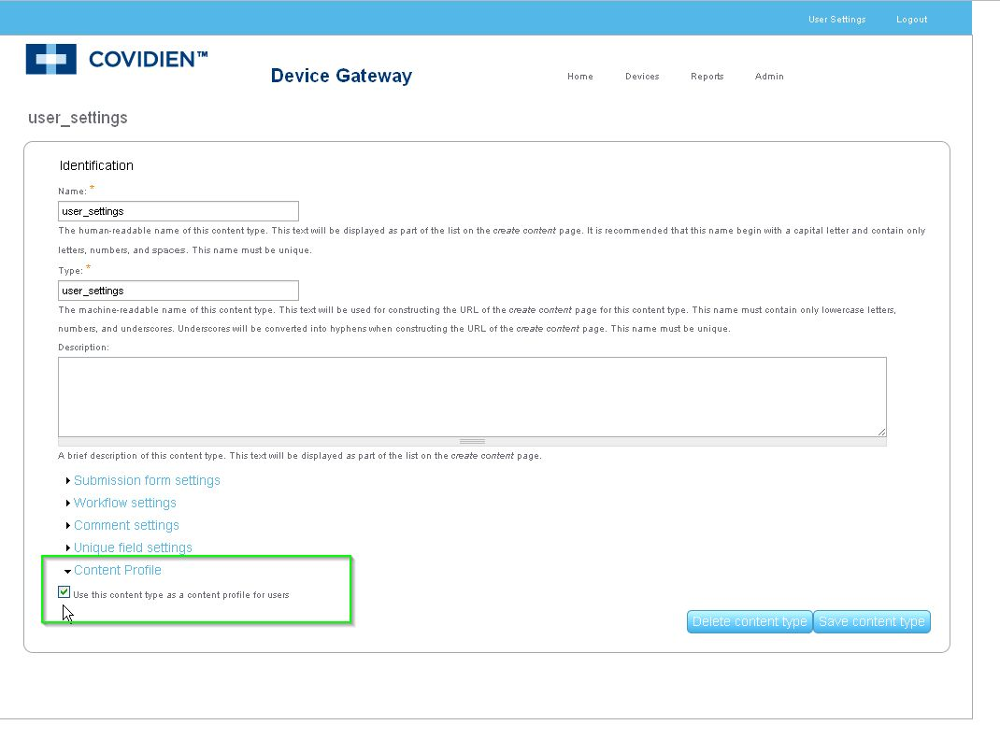 User Settings Logout
COVIDIEN™
Device Gateway
Home Devices Reports Admin
user_settings
Identification
Name: *
user_settings
The human-readable name of this content type. This text will be displayed as part of the list on the create content page. It is recommended that this name begin with a capital letter and contain only
letters, numbers, and spaces. This name must be unique.
Type: *
user_settings
The machine-readable name of this content type. This text will be used for constructing the URL of the create content page for this content type. This name must contain only lowercase letters,
numbers, and underscores. Underscores will be converted into hyphens when constructing the URL of the create content page. This name must be unique.
Description:
A brief description of this content type. This text will be displayed as part of the list on the create content page.
Submission form settings
Workflow settings
Comment settings
Unique field settings
Content Profile
Use this content type as a content profile for users
Delete content type Save content type